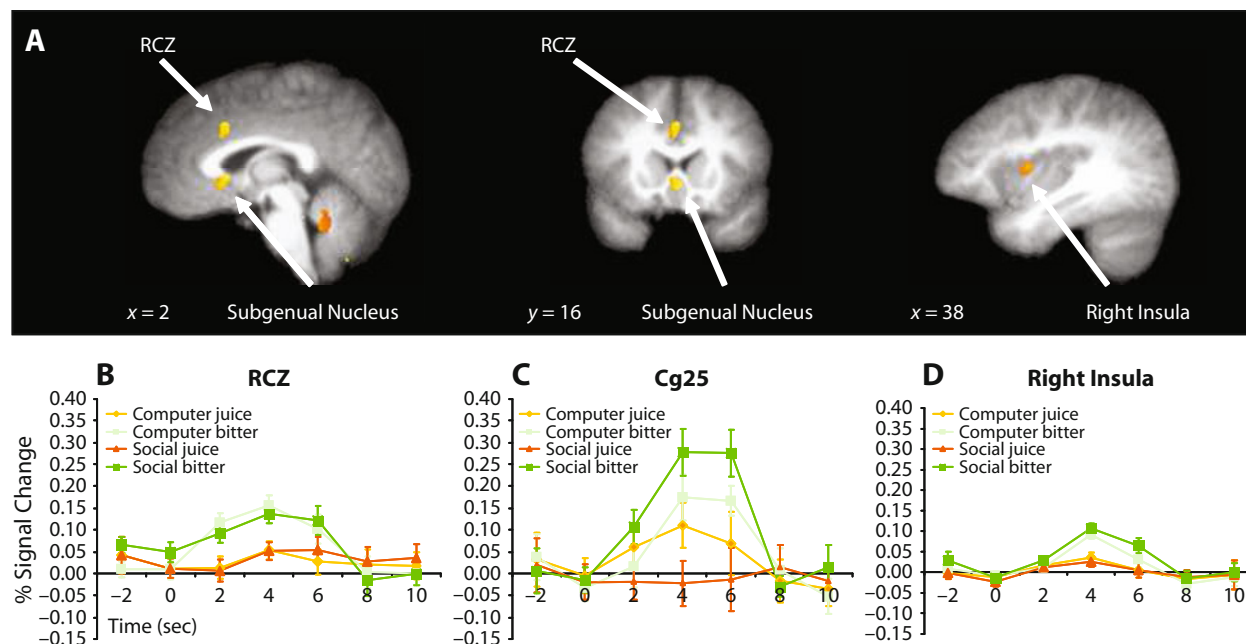 A
RCZ
RCZ
x = 2
Subgenual Nucleus
y = 16
Subgenual Nucleus
x = 38
Right Insula
B
RCZ
% Signal Change
0.40
0.35
0.30
0.25
0.20
0.15
0.10
0.05
0.00
–0.05
–0.10
–0.15
Computer juice
Computer bitter
Social juice
Social bitter
–2 0 2 4 6 8 10
Time (sec)
C
Cg25
0.40
0.35
0.30
0.25
0.20
0.15
0.10
0.05
0.00
–0.05
–0.10
–0.15
Computer juice
Computer bitter
Social juice
Social bitter
–2 0 2 4 6 8 10
D
Right Insula
0.40
0.35
0.30
0.25
0.20
0.15
0.10
0.05
0.00
–0.05
–0.10
–0.15
Computer juice
Computer bitter
Social juice
Social bitter
–2 0 2 4 6 8 10